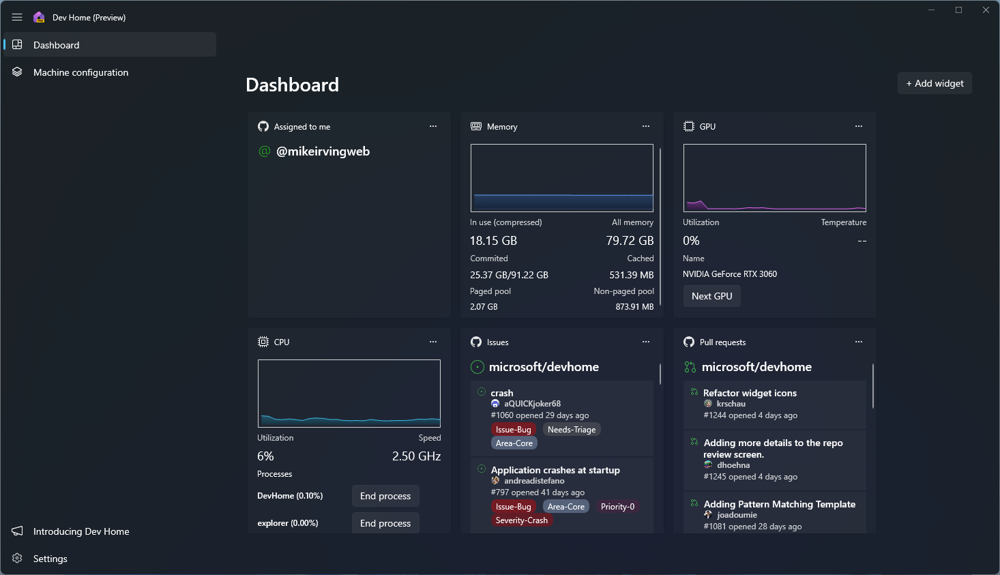 Dev Home (Preview)
Dashboard
Machine configuration
Dashboard
+ Add widget
Assigned to me
@mikeirvingweb
Memory
In use (compressed) All memory
18.15 GB 79.72 GB
Commited Cached
25.37 GB/91.22 GB 531.39 MB
Paged pool Non-paged pool
2.07 GB 873.91 MB
GPU
Utilization Temperature
0% --
Name
NVIDIA GeForce RTX 3060
Next GPU
CPU
Utilization Speed
6% 2.50 GHz
Processes
DevHome (0.10%) End process
explorer (0.00%) End process
Issues
microsoft/devhome
crash
aQUICKjoker68
#1060 opened 29 days ago
Issue-Bug Needs-Triage
Area-Core
Application crashes at startup
andreadistefano
#797 opened 41 days ago
Issue-Bug Area-Core Priority-0
Severity-Crash
Pull requests
microsoft/devhome
Refactor widget icons
krschau
#1244 opened 4 days ago
Adding more details to the repo
review screen.
dhoehna
#1245 opened 4 days ago
Adding Pattern Matching Template
joadoumie
#1081 opened 28 days ago
Introducing Dev Home
Settings